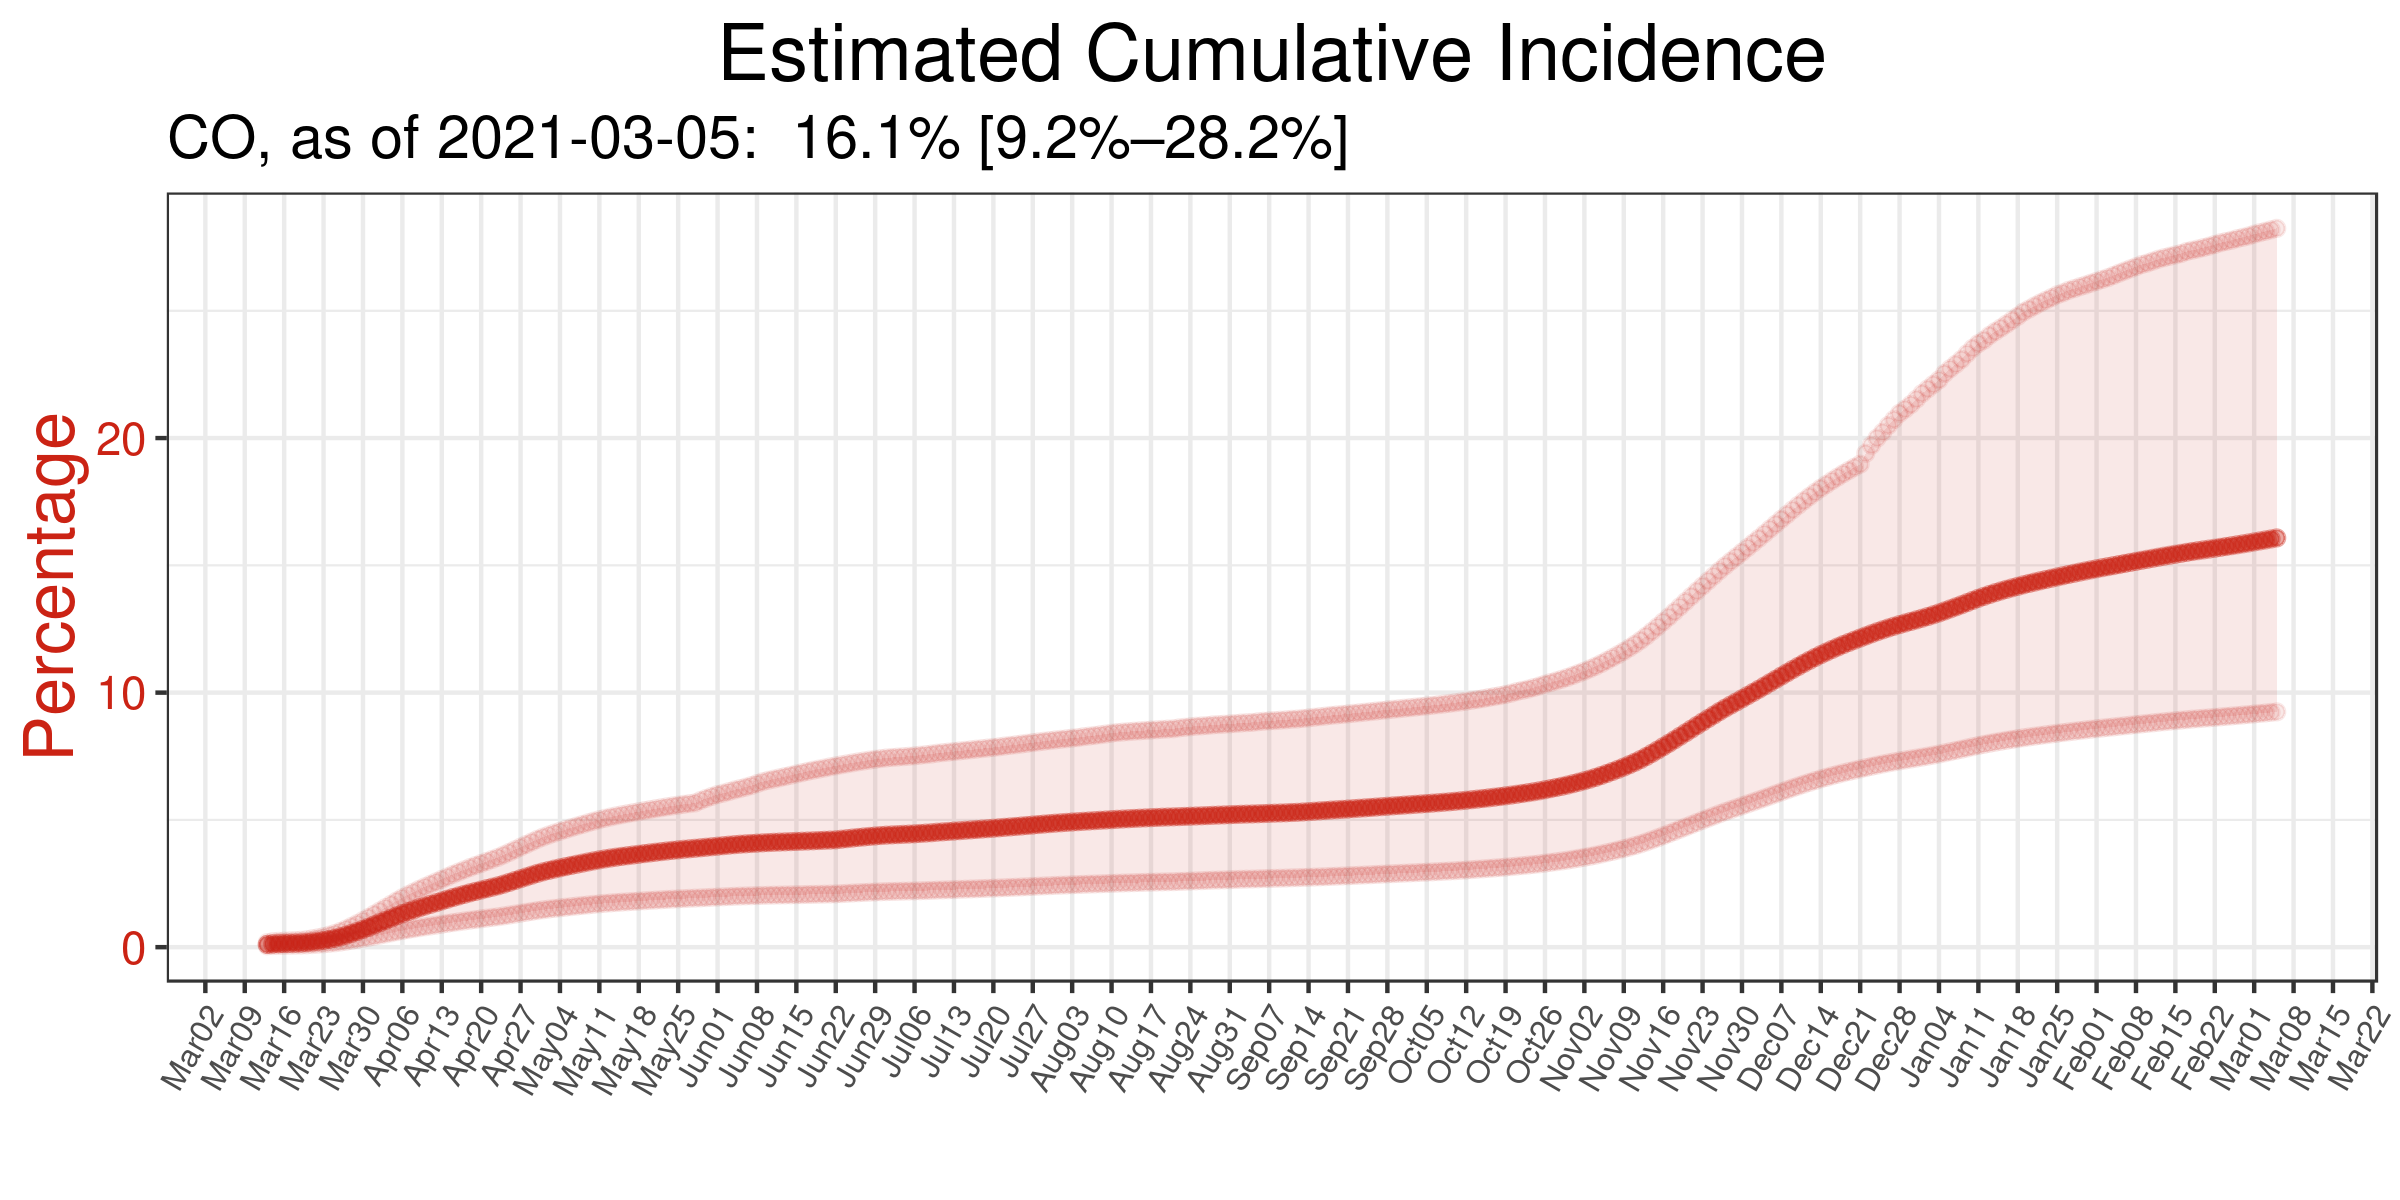 Estimated Cumulative Incidence
CO, as of 2021-03-05:  16.1% [9.2%–28.2%]
Percentage
20
10
0
Mar02
Mar09
Mar16
Mar23
Mar30
Apr06
Apr13
Apr20
Apr27
May04
May11
May18
May25
Jun01
Jun08
Jun15
Jun22
Jun29
Jul06
Jul13
Jul20
Jul27
Aug03
Aug10
Aug17
Aug24
Aug31
Sep07
Sep14
Sep21
Sep28
Oct05
Oct12
Oct19
Oct26
Nov02
Nov09
Nov16
Nov23
Nov30
Dec07
Dec14
Dec21
Dec28
Jan04
Jan11
Jan18
Jan25
Feb01
Feb08
Feb15
Feb22
Mar01
Mar08
Mar15
Mar22